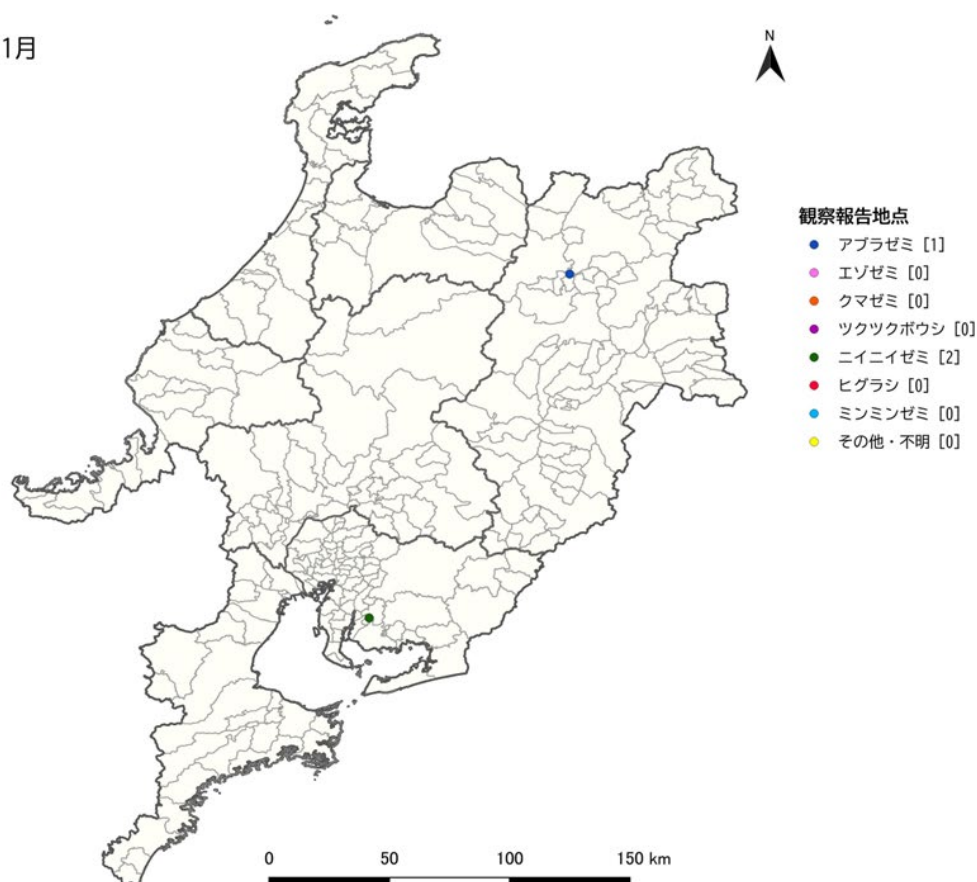 1月
N
観察報告地点
アブラゼミ [1]
エゾゼミ [0]
クマゼミ [0]
ツクツクボウシ [0]
ニイニイゼミ [2]
ヒグラシ [0]
ミンミンゼミ [0]
その他・不明 [0]
0 50 100 150 km